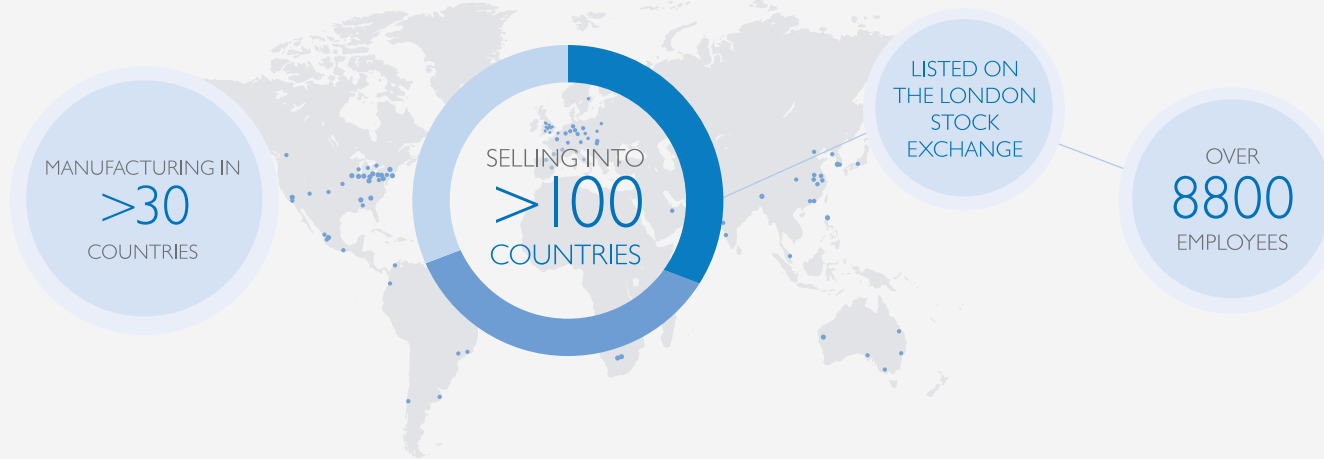 MANUFACTURING IN
>30
COUNTRIES
SELLING INTO
>100
COUNTRIES
LISTED ON
THE LONDON
STOCK
EXCHANGE
OVER
8800
EMPLOYEES